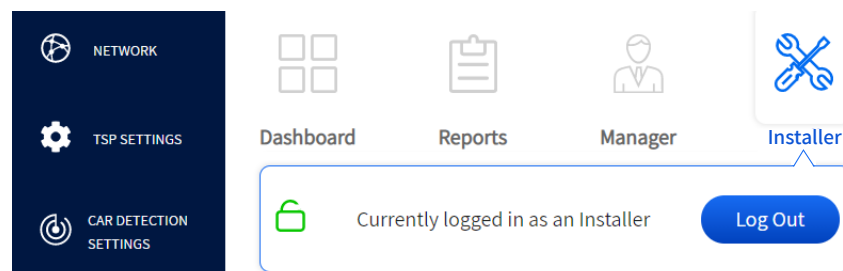 NETWORK
TSP SETTINGS
CAR DETECTION
SETTINGS
Dashboard
Reports
Manager
Installer
Currently logged in as an Installer
Log Out